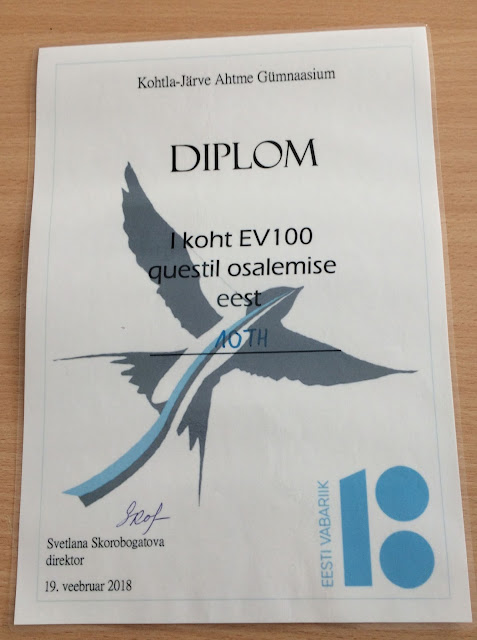 Kohtla-Järve Ahtme Gümnaasium
DIPLOM
I koht EV100
questil osalemise
eest
10TH
Svetlana Skorobogatova
direktor
19. veebruar 2018
EESTI VABARIIK
100